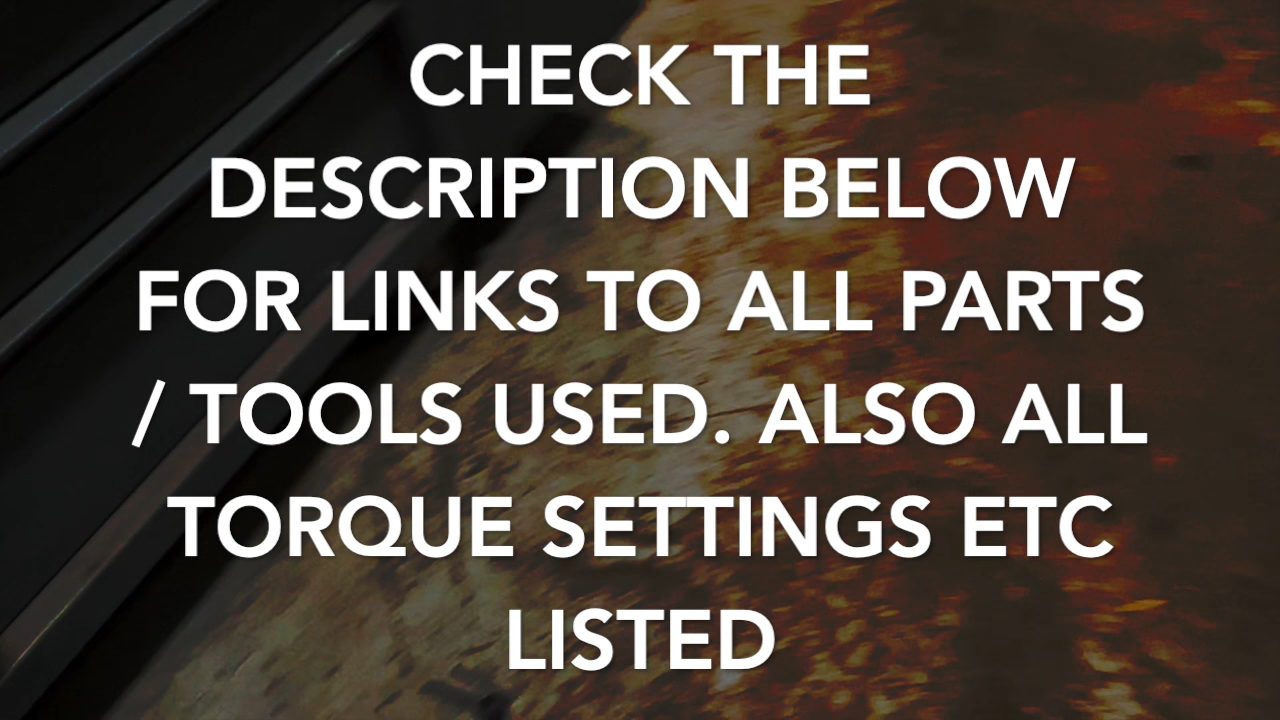 CHECK THE
DESCRIPTION BELOW
FOR LINKS TO ALL PARTS
/ TOOLS USED. ALSO ALL
TORQUE SETTINGS ETC
LISTED